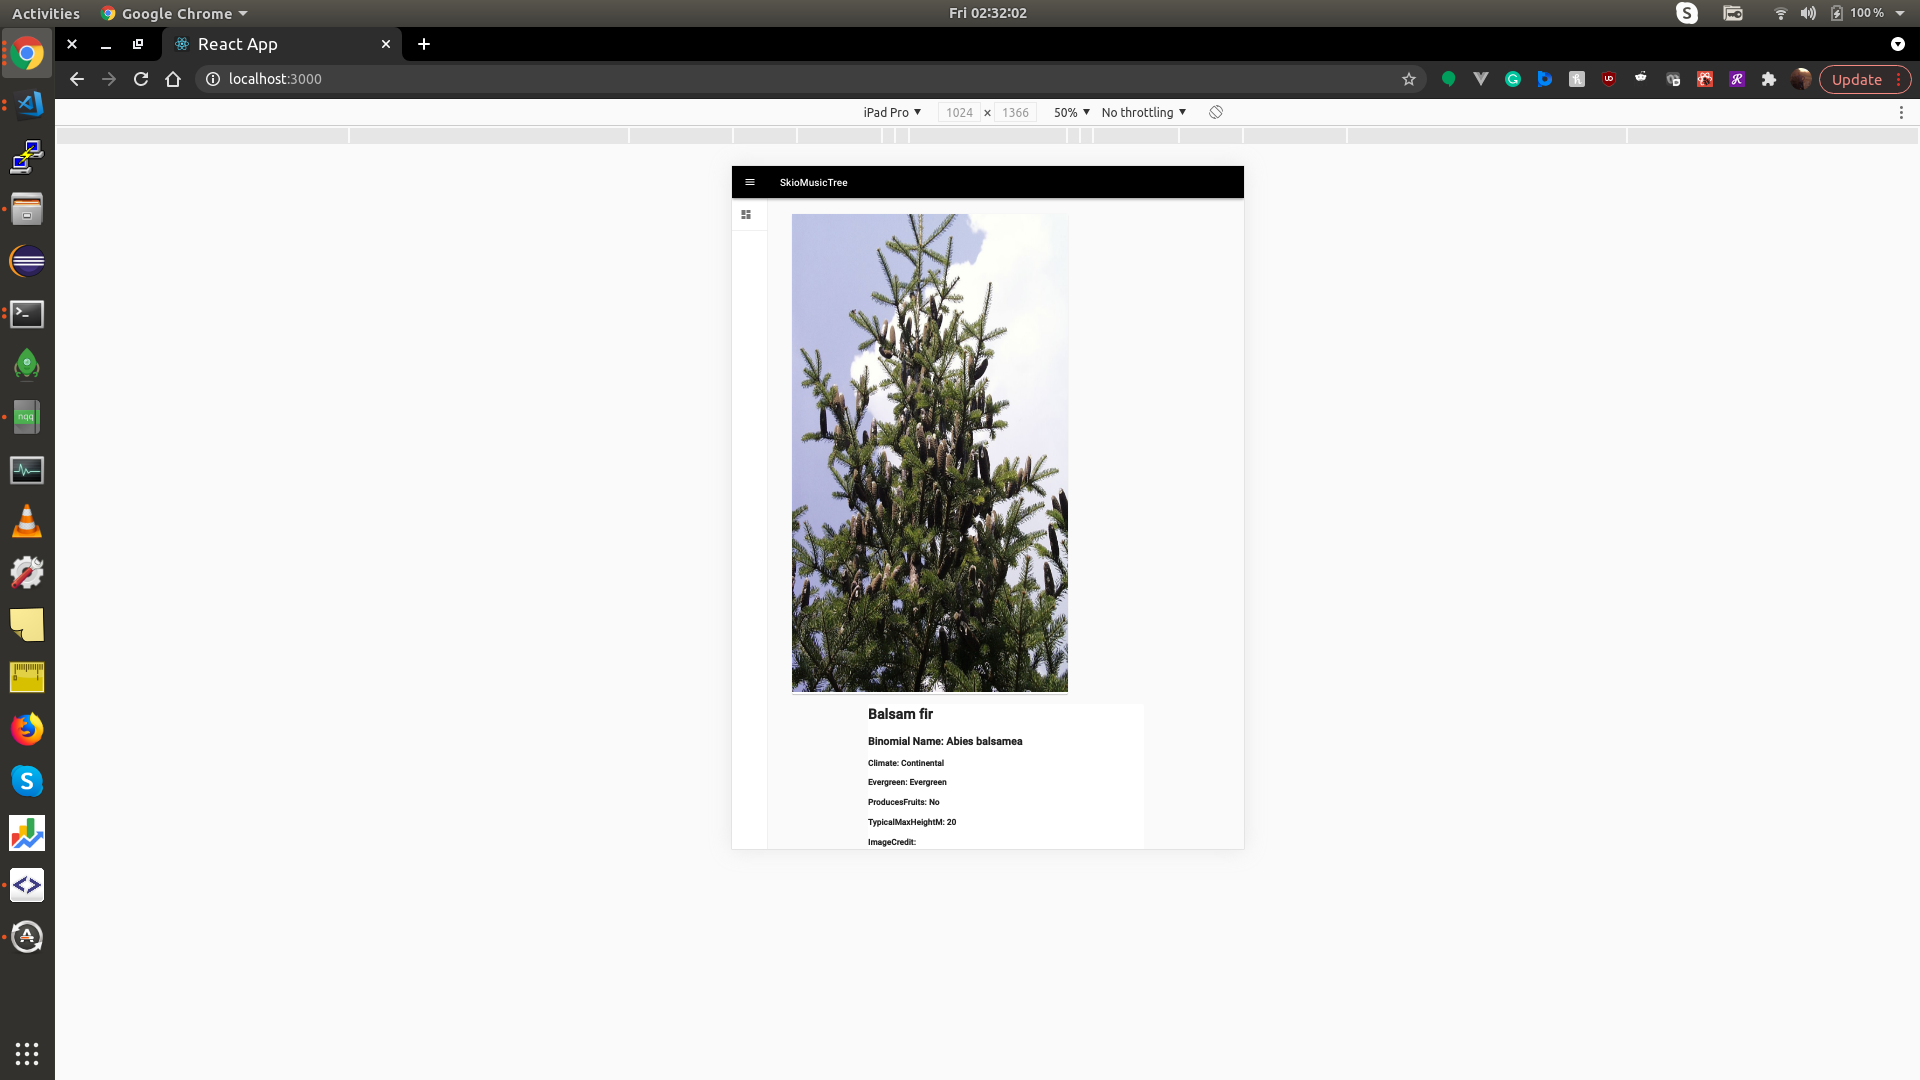 Activities Google Chrome Fri 02:32:02 100 %
React App
localhost:3000 Update
iPad Pro 1024 × 1366 50% No throttling
SkioMusicTree
Balsam fir
Binomial Name: Abies balsamea
Climate: Continental
Evergreen: Evergreen
ProducesFruits: No
TypicalMaxHeightM: 20
ImageCredit:
nqq